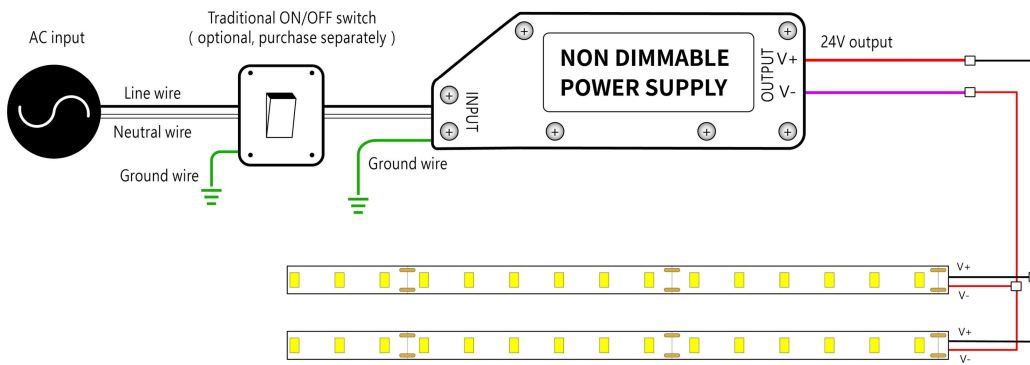 Traditional ON/OFF switch
( optional, purchase separately )
AC input
Line wire
Neutral wire
Ground wire
Ground wire
INPUT
NON DIMMABLE
POWER SUPPLY
OUTPUT
V+
V-
24V output
V+
V-
V+
V-